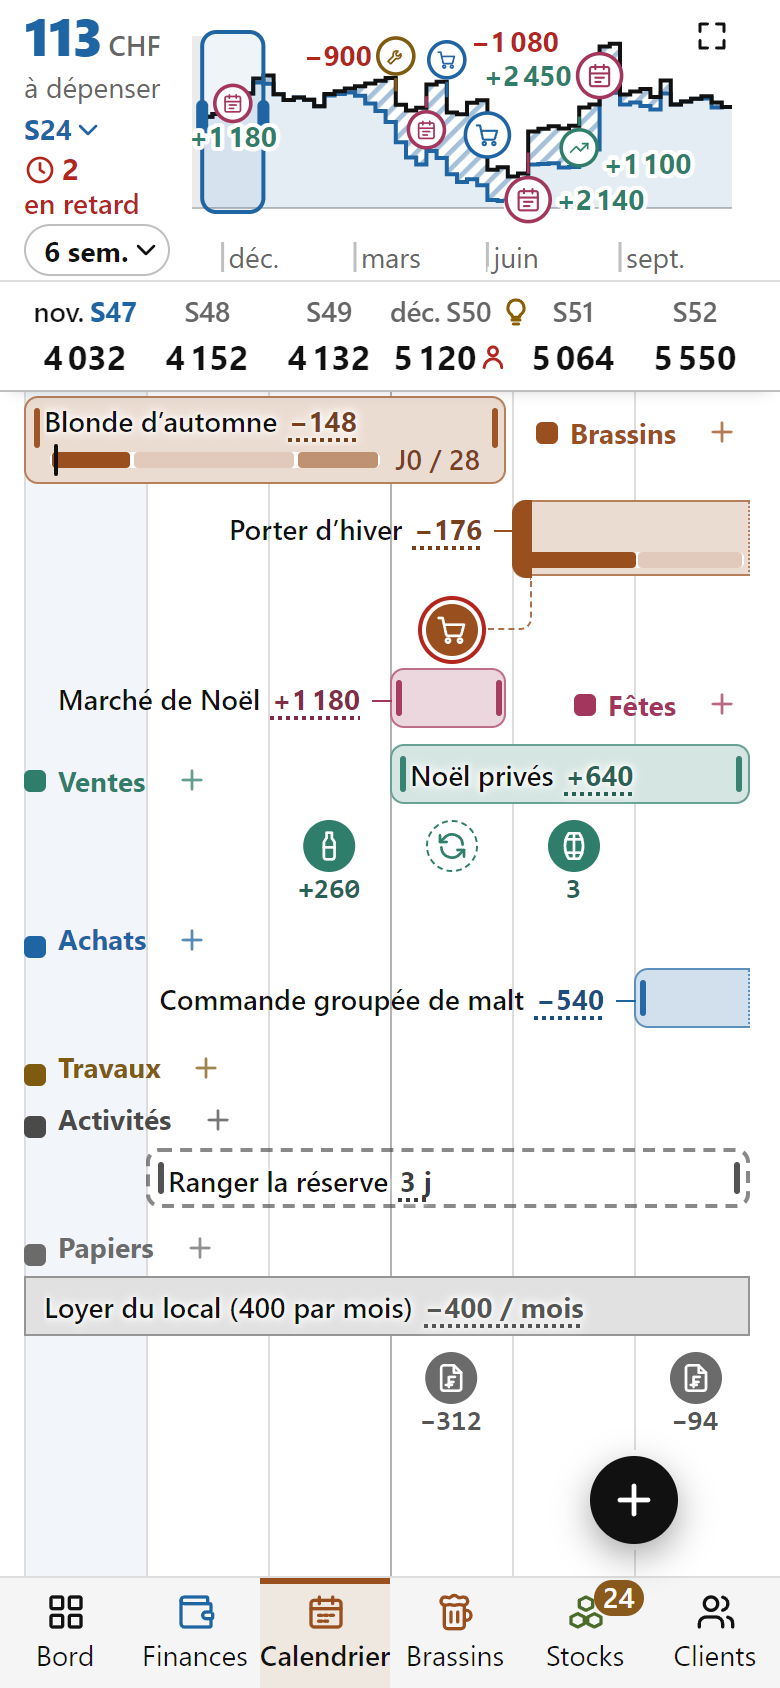 113 CHF
à dépenser
S24
2
en retard
6 sem.
−900
−1 080
+2 450
+1 180
+1 100
+2 140
déc.
mars
juin
sept.
nov. S47
S48
S49
déc. S50
S51
S52
4 032
4 152
4 132
5 120
5 064
5 550
Blonde d’automne −148
J0 / 28
Brassins +
Porter d’hiver −176
Marché de Noël +1 180
Fêtes +
Ventes +
Noël privés +640
+260
3
Achats +
Commande groupée de malt −540
Travaux +
Activités +
Ranger la réserve 3 j
Papiers +
Loyer du local (400 par mois) −400 / mois
−312
−94
+
24
Bord
Finances
Calendrier
Brassins
Stocks
Clients